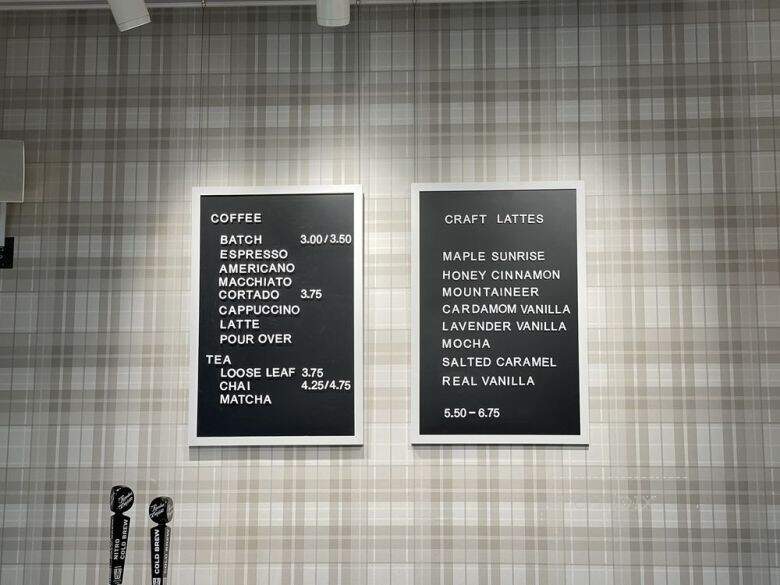 COFFEE
BATCH 3.00/3.50
ESPRESSO
AMERICANO
MACCHIATO
CORTADO 3.75
CAPPUCCINO
LATTE
POUR OVER
TEA
LOOSE LEAF 3.75
CHAI 4.25/4.75
MATCHA
CRAFT LATTES
MAPLE SUNRISE
HONEY CINNAMON
MOUNTAINEER
CARDAMOM VANILLA
LAVENDER VANILLA
MOCHA
SALTED CARAMEL
REAL VANILLA
5.50 – 6.75
NITRO
COLD BREW
COLD BREW